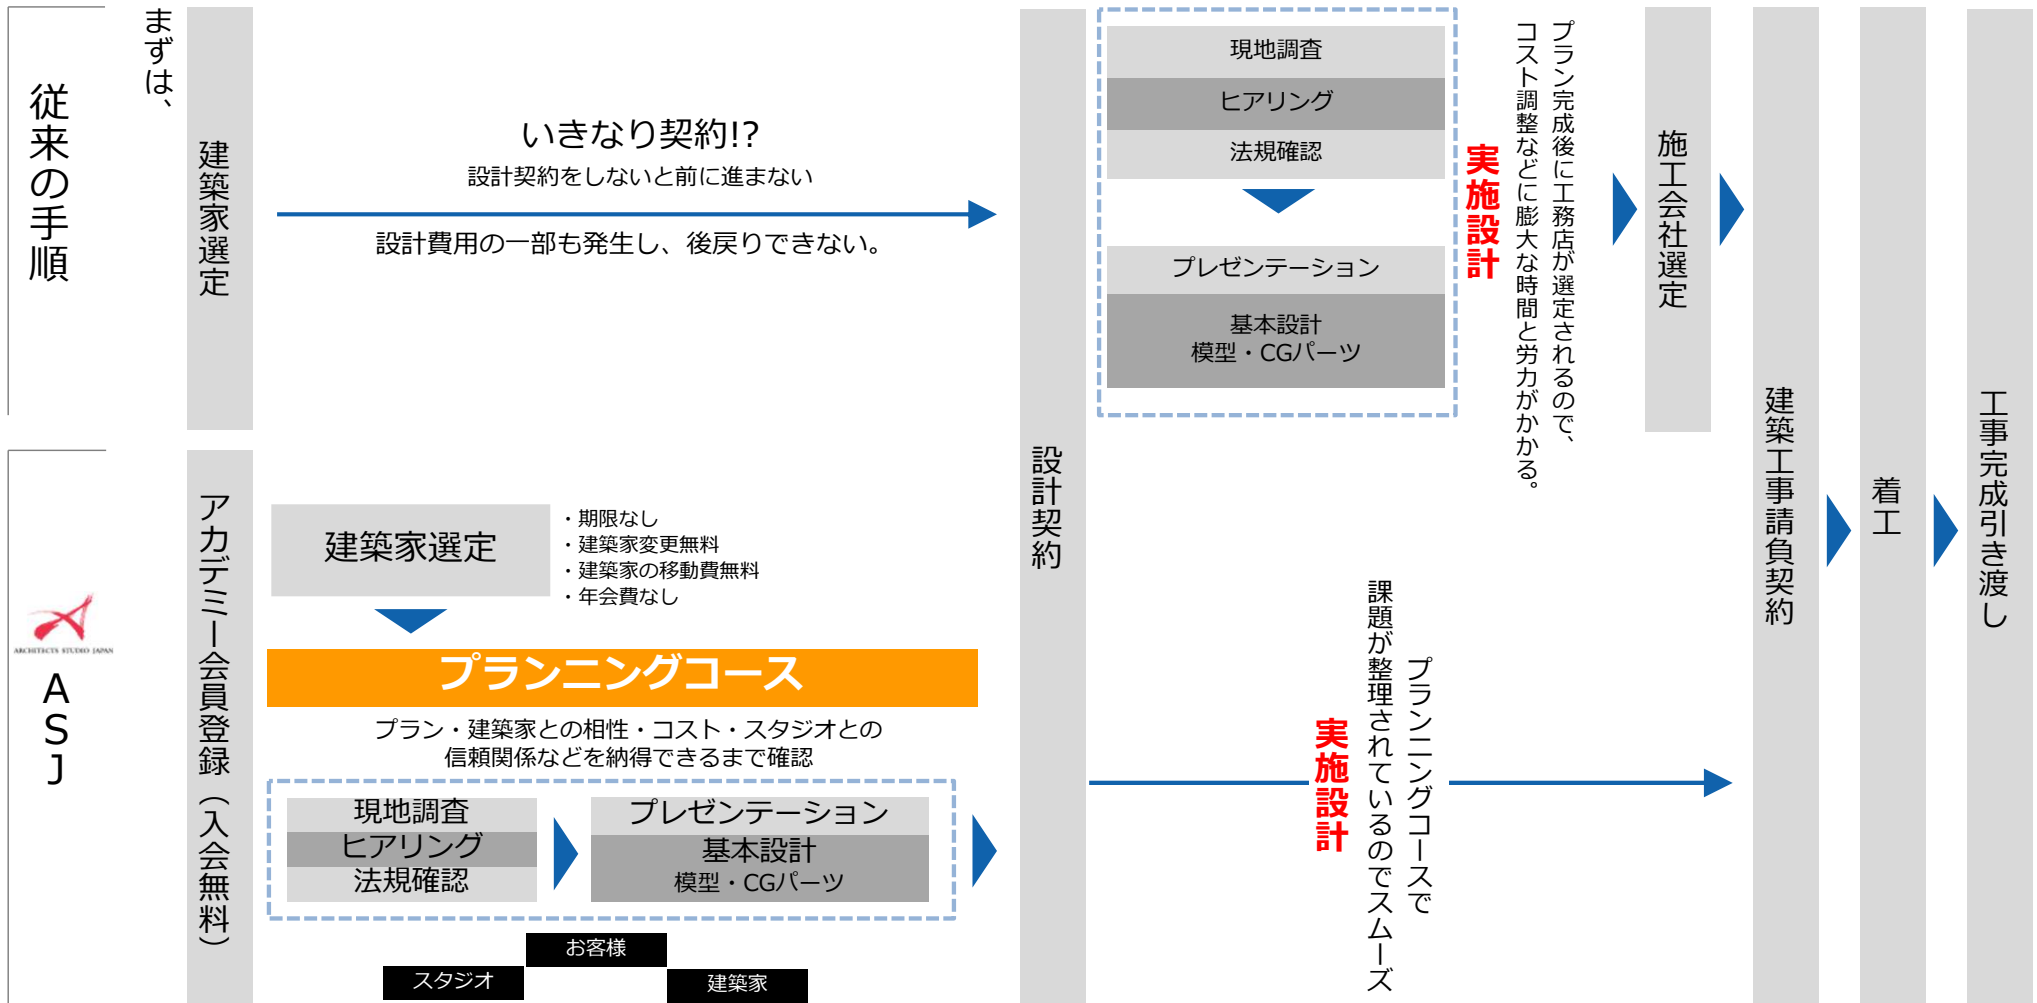 従来の手順
まずは、
建築家選定
いきなり契約!?
設計契約をしないと前に進まない
設計費用の一部も発生し、後戻りできない。
設計契約
現地調査
ヒアリング
法規確認
プレゼンテーション
基本設計
模型・CGパーツ
実施設計
プラン完成後に工務店が選定されるので、
コスト調整などに膨大な時間と労力がかかる。
施工会社選定
建築工事請負契約
着工
工事完成引き渡し
ARCHITECTS STUDIO JAPAN
ASJ
アカデミー会員登録（入会無料）
建築家選定
・期限なし
・建築家変更無料
・建築家の移動費無料
・年会費なし
プランニングコース
プラン・建築家との相性・コスト・スタジオとの
信頼関係などを納得できるまで確認
現地調査
ヒアリング
法規確認
プレゼンテーション
基本設計
模型・CGパーツ
お客様
スタジオ
建築家
実施設計
プランニングコースで
課題が整理されているのでスムーズ